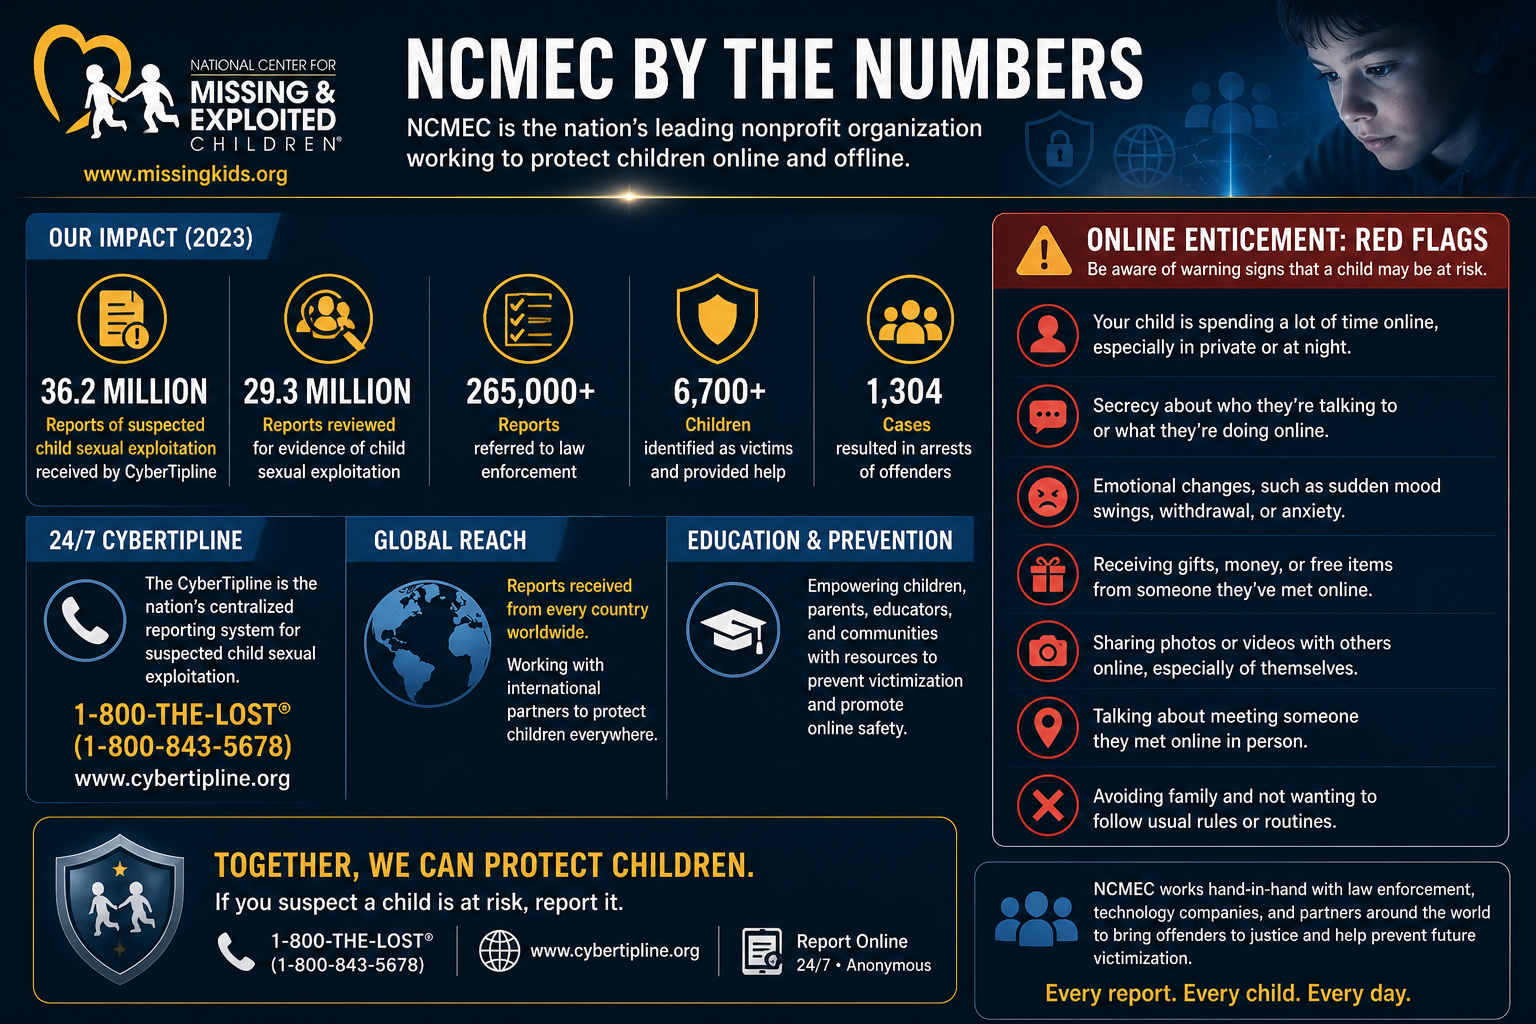 NATIONAL CENTER FOR
MISSING &
EXPLOITED
CHILDREN®
www.missingkids.org
NCMEC BY THE NUMBERS
NCMEC is the nation's leading nonprofit organization
working to protect children online and offline.
OUR IMPACT (2023)
36.2 MILLION
Reports of suspected
child sexual exploitation
received by CyberTipline
29.3 MILLION
Reports reviewed
for evidence of child
sexual exploitation
265,000+
Reports
referred to law
enforcement
6,700+
Children
identified as victims
and provided help
1,304
Cases
resulted in arrests
of offenders
24/7 CYBERTIPLINE
The CyberTipline is the
nation's centralized
reporting system for
suspected child sexual
exploitation.
1-800-THE-LOST®
(1-800-843-5678)
www.cybertipline.org
GLOBAL REACH
Reports received
from every country
worldwide.
Working with
international
partners to protect
children everywhere.
EDUCATION & PREVENTION
Empowering children,
parents, educators,
and communities
with resources to
prevent victimization
and promote
online safety.
ONLINE ENTICEMENT: RED FLAGS
Be aware of warning signs that a child may be at risk.
Your child is spending a lot of time online,
especially in private or at night.
Secrecy about who they're talking to
or what they're doing online.
Emotional changes, such as sudden mood
swings, withdrawal, or anxiety.
Receiving gifts, money, or free items
from someone they've met online.
Sharing photos or videos with others
online, especially of themselves.
Talking about meeting someone
they met online in person.
Avoiding family and not wanting to
follow usual rules or routines.
TOGETHER, WE CAN PROTECT CHILDREN.
If you suspect a child is at risk, report it.
1-800-THE-LOST®
(1-800-843-5678)
www.cybertipline.org
Report Online
24/7 • Anonymous
NCMEC works hand-in-hand with law enforcement,
technology companies, and partners around the world
to bring offenders to justice and help prevent future
victimization.
Every report. Every child. Every day.